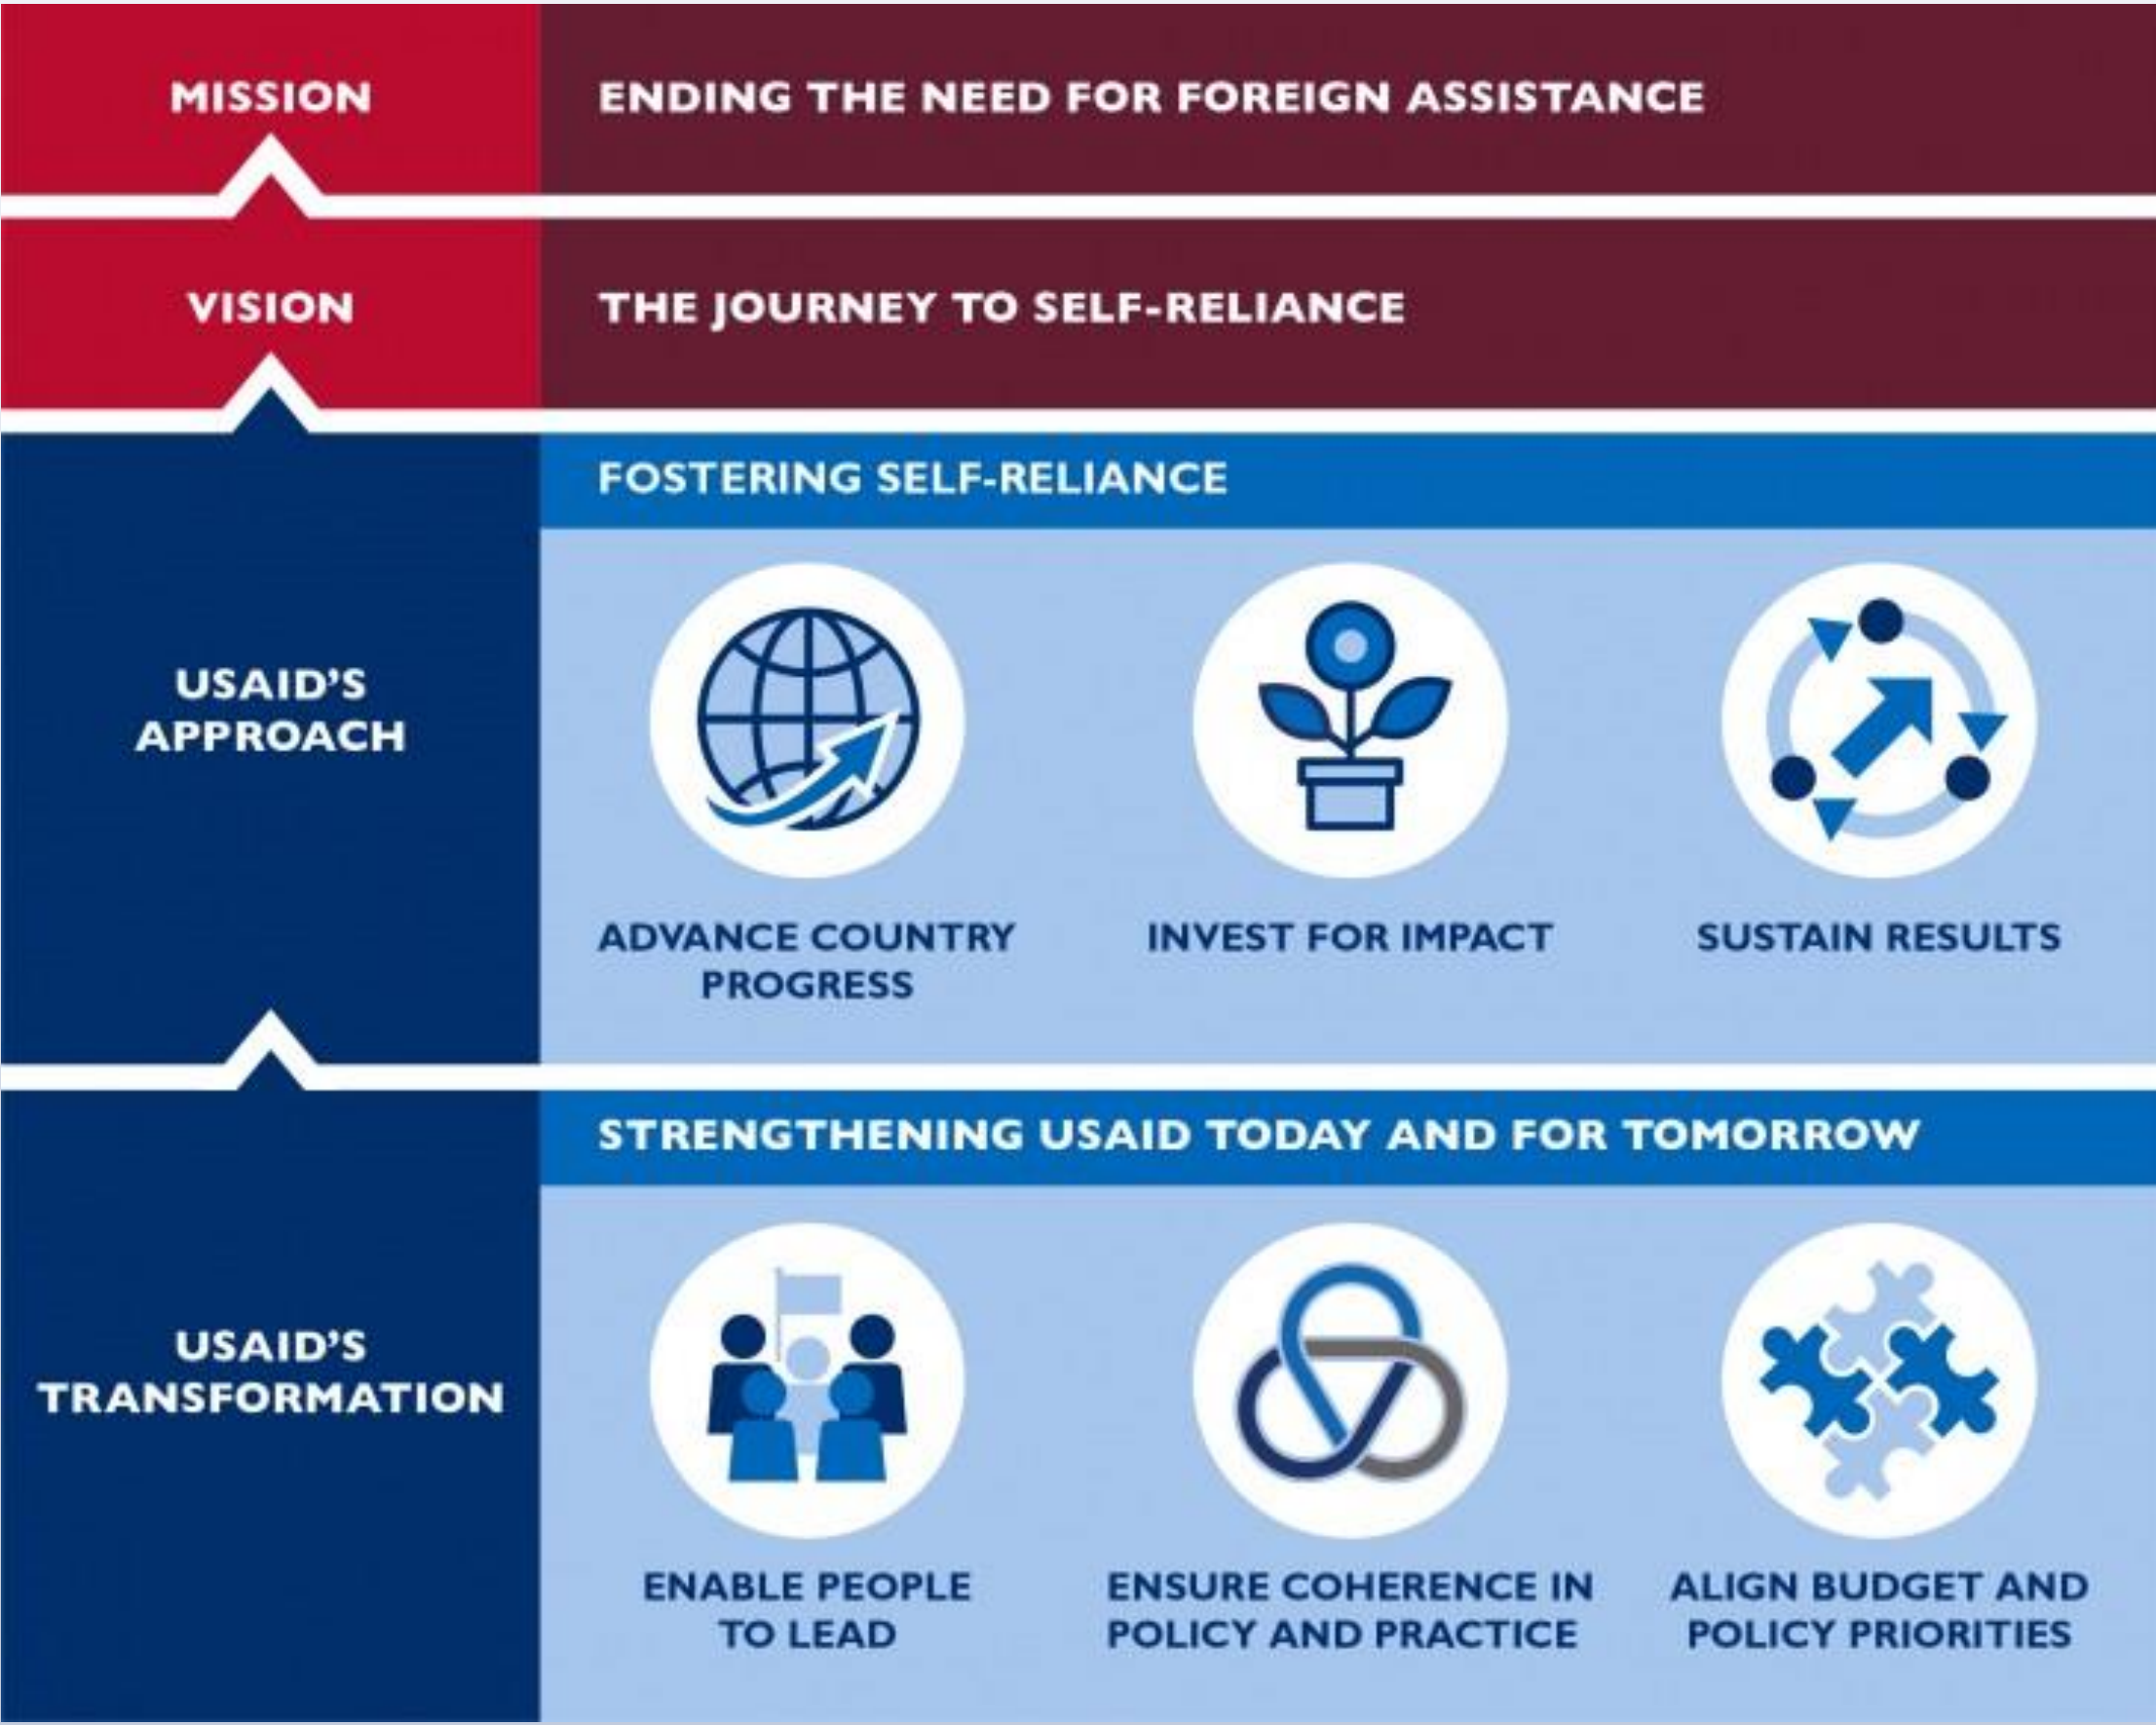 MISSION
ENDING THE NEED FOR FOREIGN ASSISTANCE
VISION
THE JOURNEY TO SELF-RELIANCE
USAID’S
APPROACH
FOSTERING SELF-RELIANCE
ADVANCE COUNTRY
PROGRESS
INVEST FOR IMPACT
SUSTAIN RESULTS
USAID’S
TRANSFORMATION
STRENGTHENING USAID TODAY AND FOR TOMORROW
ENABLE PEOPLE
TO LEAD
ENSURE COHERENCE IN
POLICY AND PRACTICE
ALIGN BUDGET AND
POLICY PRIORITIES